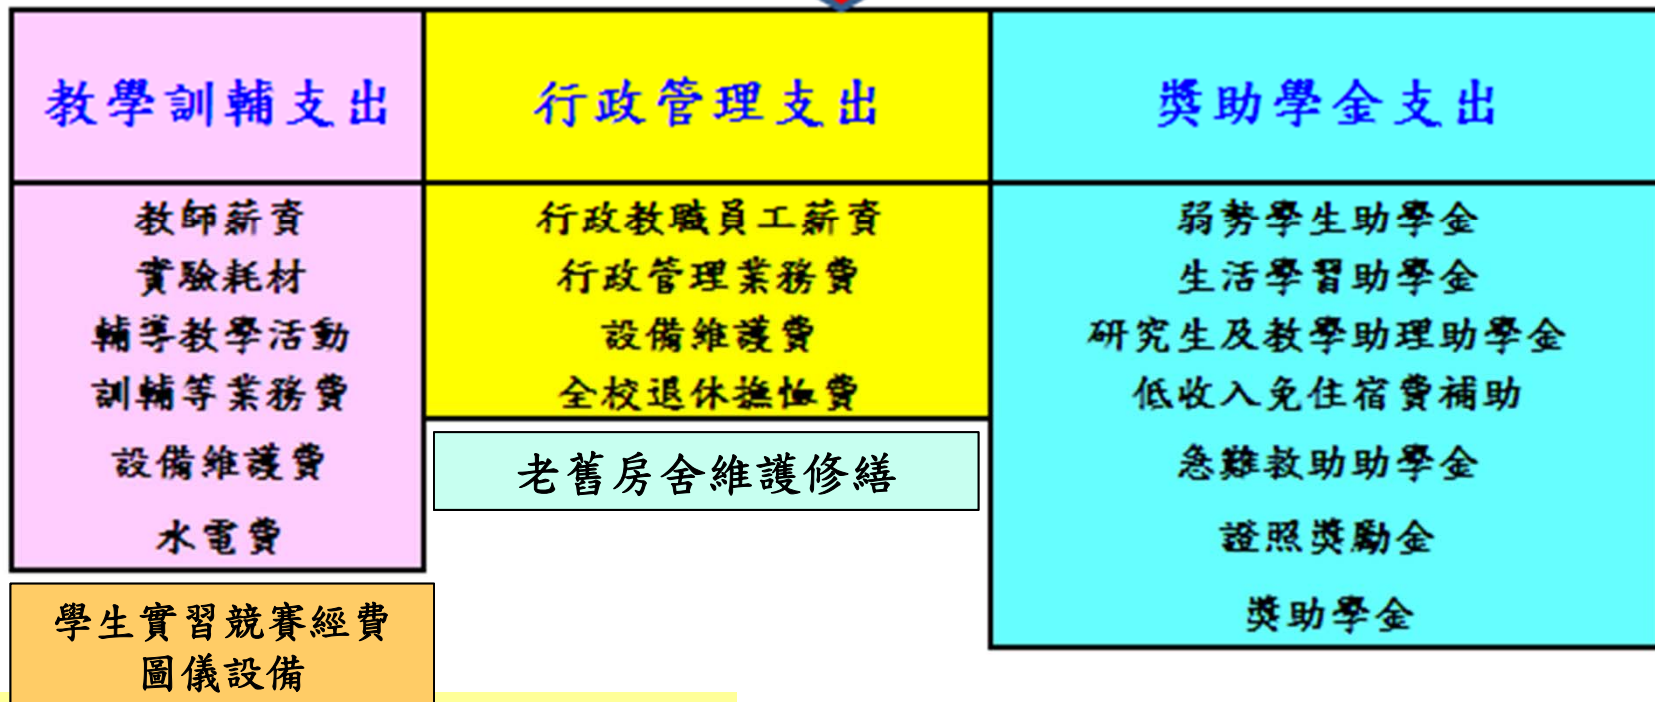 教學訓輔支出
行政管理支出
獎助學金支出
教師薪資
實驗耗材
輔導教學活動
訓輔等業務費
設備維護費
水電費
學生實習競賽經費
圖儀設備
行政教職員工薪資
行政管理業務費
設備維護費
全校退休撫恤費
老舊房舍維護修繕
弱勢學生助學金
生活學習助學金
研究生及教學助理助學金
低收入免住宿費補助
急難救助助學金
證照獎勵金
獎助學金